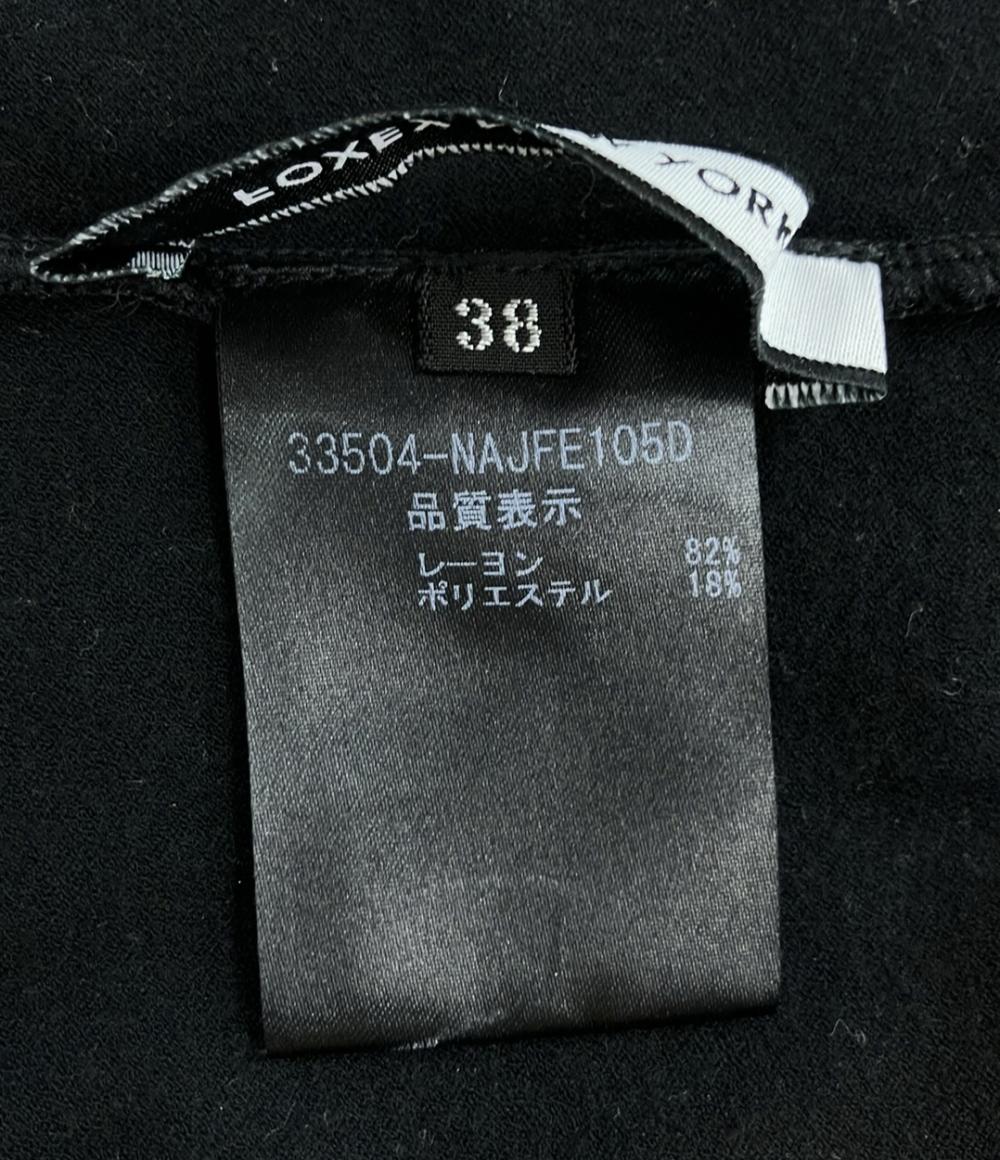 FOXEY
YORK
38
33504-NAJFE105D
品質表示
レーヨン 82%
ポリエステル 18%